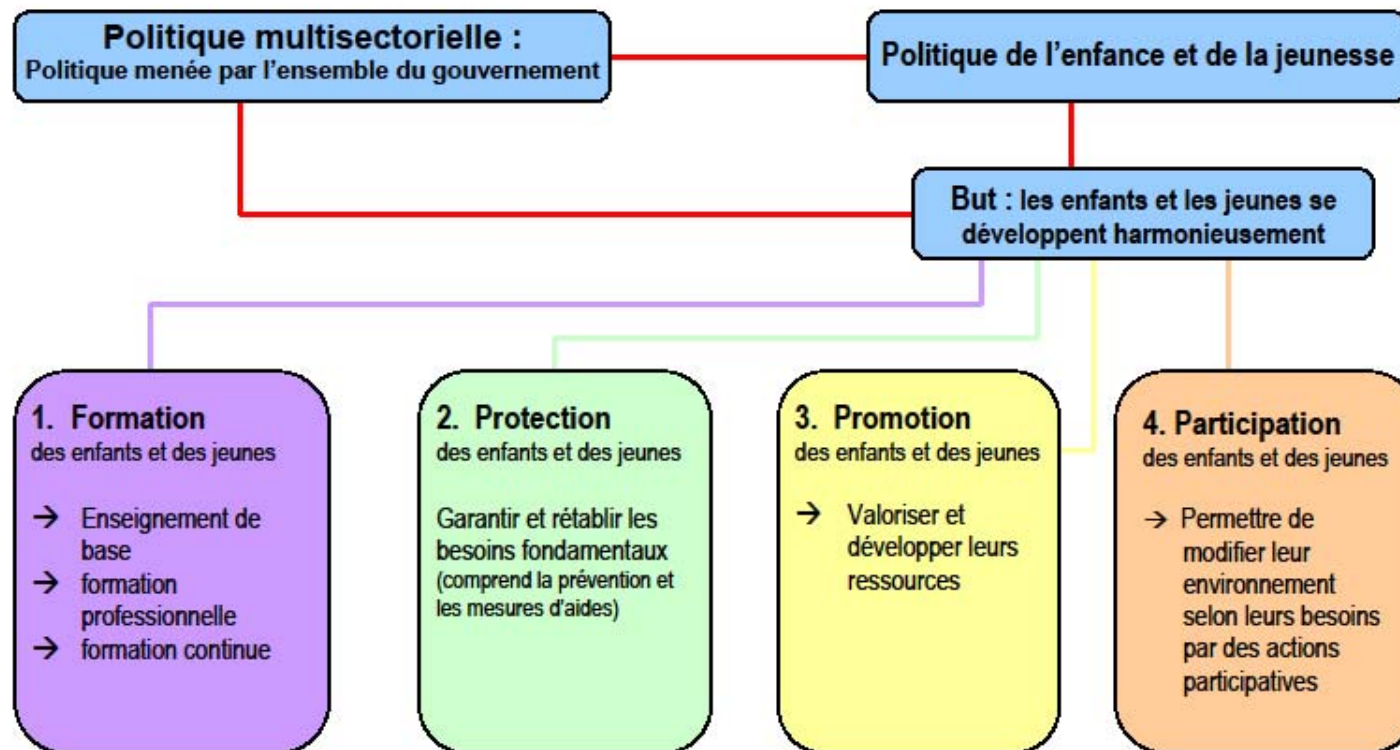 Politique multisectorielle :
Politique menée par l'ensemble du gouvernement
Politique de l'enfance et de la jeunesse
But : les enfants et les jeunes se
développent harmonieusement
1. Formation
des enfants et des jeunes
→ Enseignement de
base
→ formation
professionnelle
→ formation continue
2. Protection
des enfants et des jeunes
Garantir et rétablir les
besoins fondamentaux
(comprend la prévention et
les mesures d'aides)
3. Promotion
des enfants et des jeunes
→ Valoriser et
développer leurs
ressources
4. Participation
des enfants et des jeunes
→ Permettre de
modifier leur
environnement
selon leurs besoins
par des actions
participatives